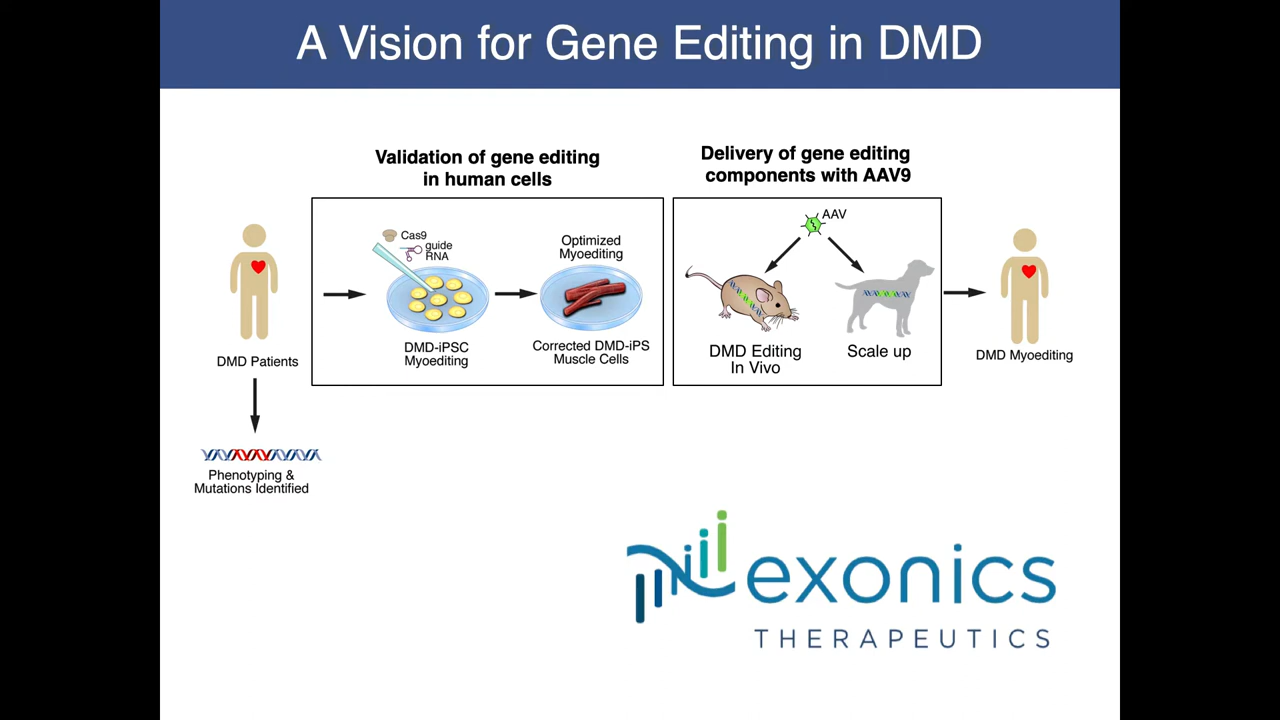 A Vision for Gene Editing in DMD
Validation of gene editing
in human cells
Delivery of gene editing
components with AAV9
Cas9
guide
RNA
Optimized
Myoediting
AAV
DMD Patients
DMD-iPSC
Myoediting
Corrected DMD-iPS
Muscle Cells
DMD Editing
In Vivo
Scale up
DMD Myoediting
Phenotyping &
Mutations Identified
exonics
THERAPEUTICS